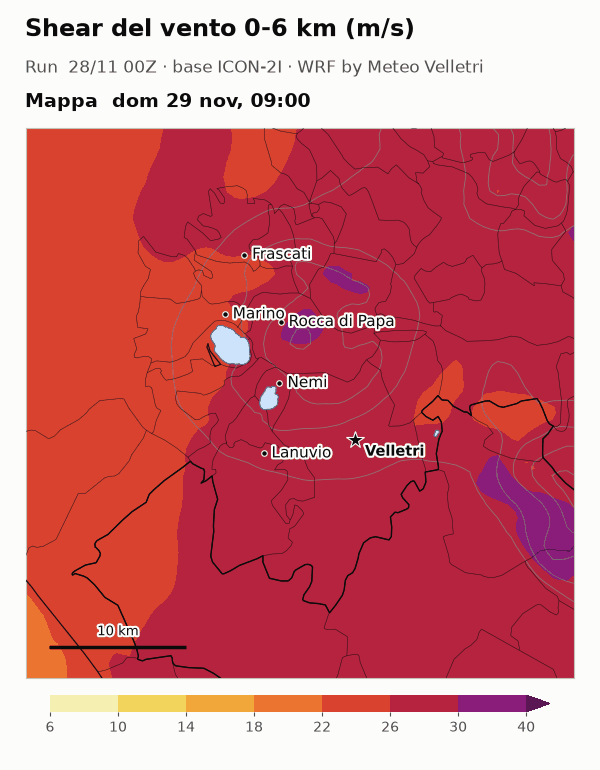 Shear del vento 0-6 km (m/s)
Run  28/11 00Z · base ICON-2I · WRF by Meteo Velletri
Mappa  dom 29 nov, 09:00
Frascati
Marino
Rocca di Papa
Nemi
Velletri
Lanuvio
10 km
6 10 14 18 22 26 30 40